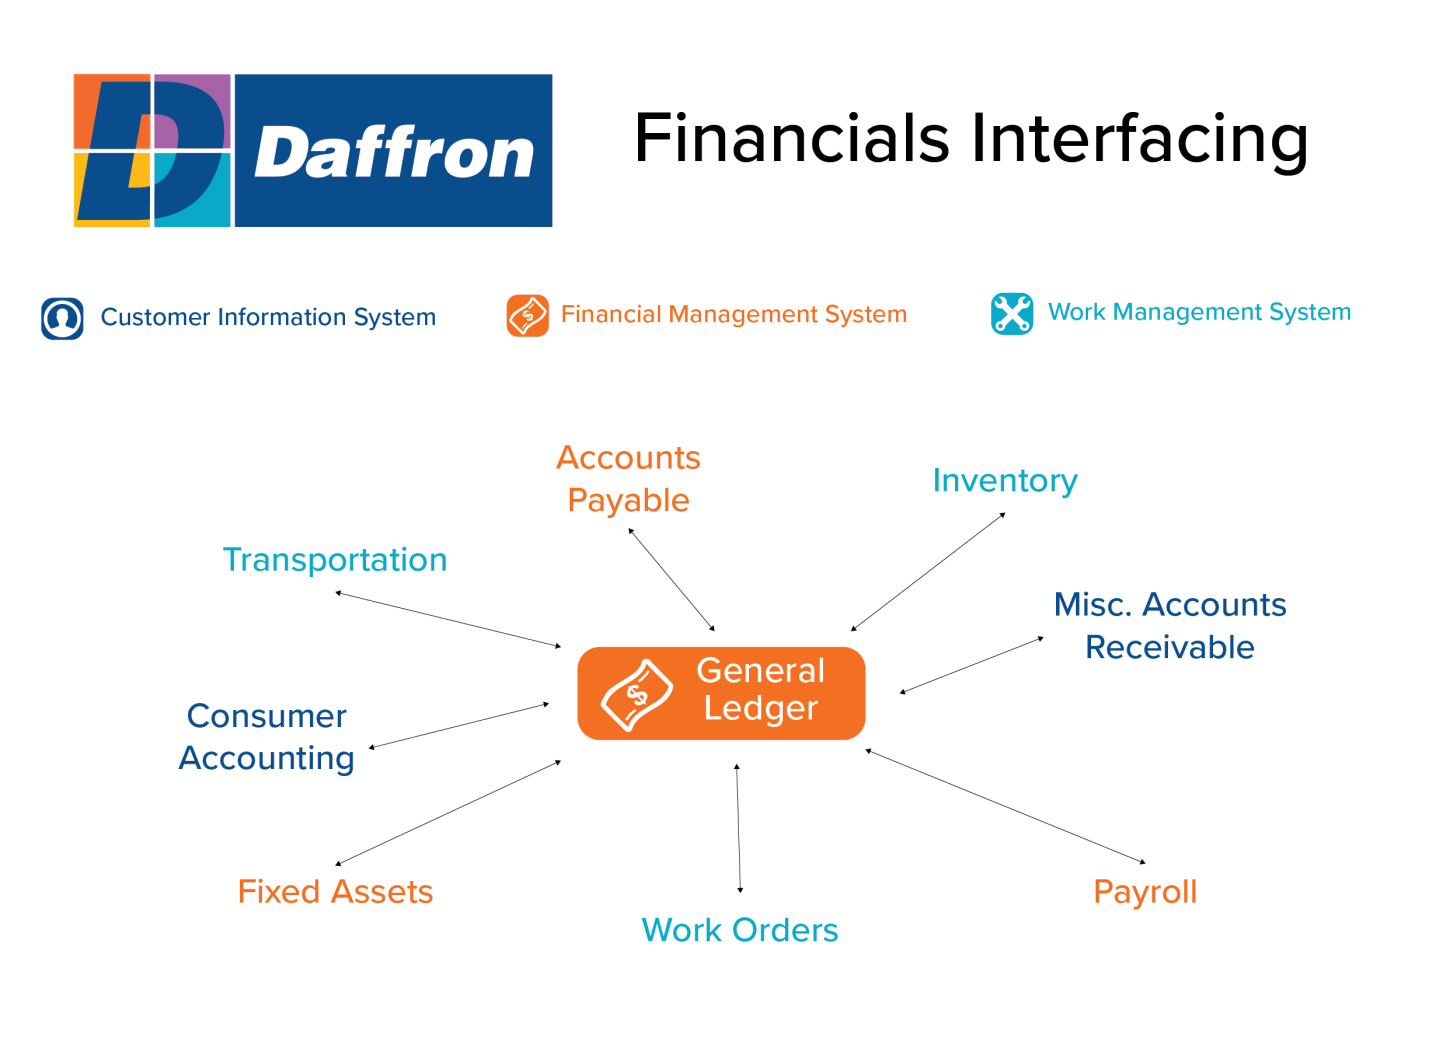 Daffron
Financials Interfacing
Customer Information System
Financial Management System
Work Management System
Accounts
Payable
Inventory
Transportation
Misc. Accounts
Receivable
General
Ledger
Consumer
Accounting
Fixed Assets
Work Orders
Payroll